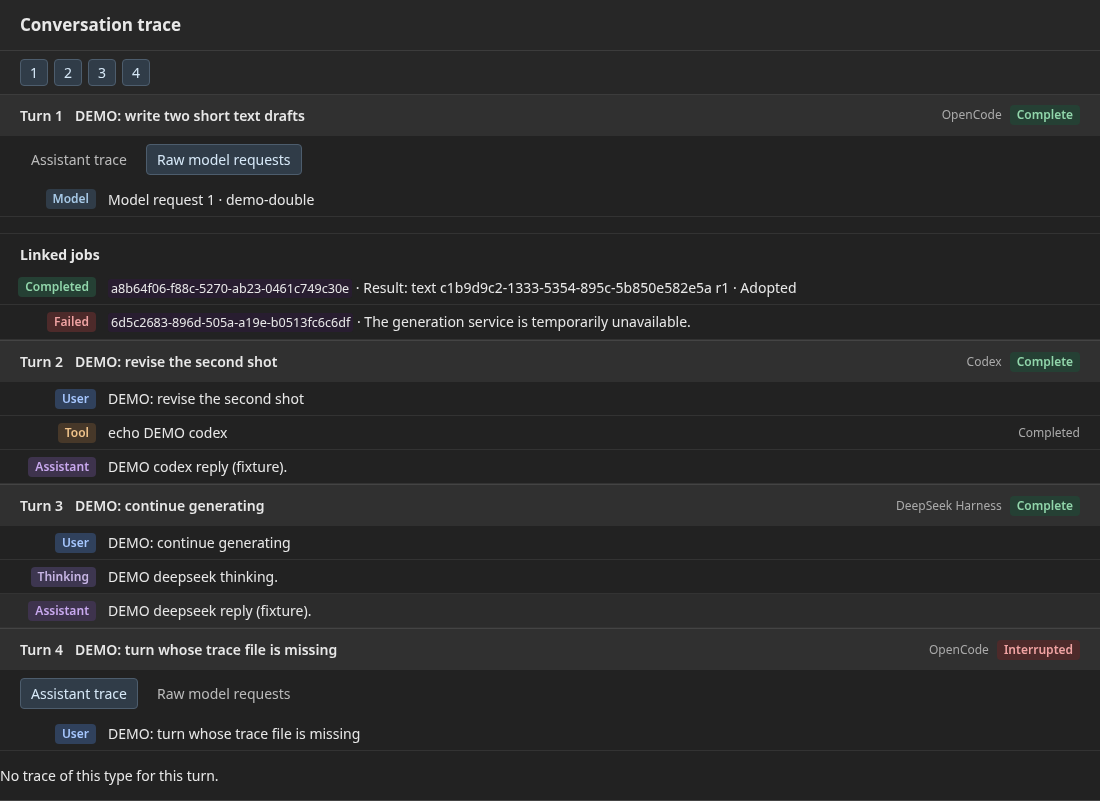 Conversation trace
1 2 3 4
Turn 1 DEMO: write two short text drafts OpenCode Complete
Assistant trace Raw model requests
Model Model request 1 · demo-double
Linked jobs
Completed a8b64f06-f88c-5270-ab23-0461c749c30e · Result: text c1b9d9c2-1333-5354-895c-5b850e582e5a r1 · Adopted
Failed 6d5c2683-896d-505a-a19e-b0513fc6c6df · The generation service is temporarily unavailable.
Turn 2 DEMO: revise the second shot Codex Complete
User DEMO: revise the second shot
Tool echo DEMO codex Completed
Assistant DEMO codex reply (fixture).
Turn 3 DEMO: continue generating DeepSeek Harness Complete
User DEMO: continue generating
Thinking DEMO deepseek thinking.
Assistant DEMO deepseek reply (fixture).
Turn 4 DEMO: turn whose trace file is missing OpenCode Interrupted
Assistant trace Raw model requests
User DEMO: turn whose trace file is missing
No trace of this type for this turn.